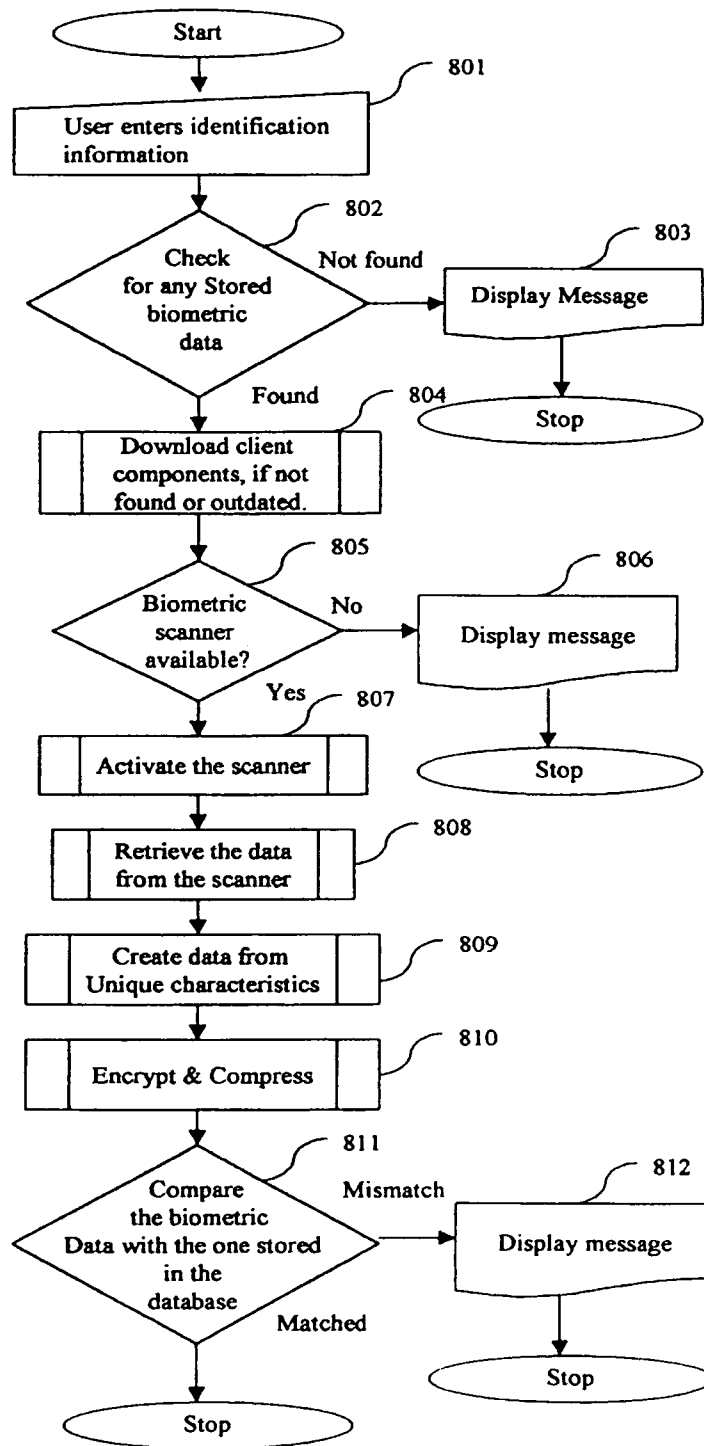 Start
801
User enters identification
information
802
Check
for any Stored
biometric
data
Not found
803
Display Message
Stop
Found
804
Download client
components, if not
found or outdated.
805
Biometric
scanner
available?
No
806
Display message
Stop
Yes
807
Activate the scanner
808
Retrieve the data
from the scanner
809
Create data from
Unique characteristics
810
Encrypt & Compress
811
Compare
the biometric
Data with the one stored
in the
database
Mismatch
812
Display message
Stop
Matched
Stop